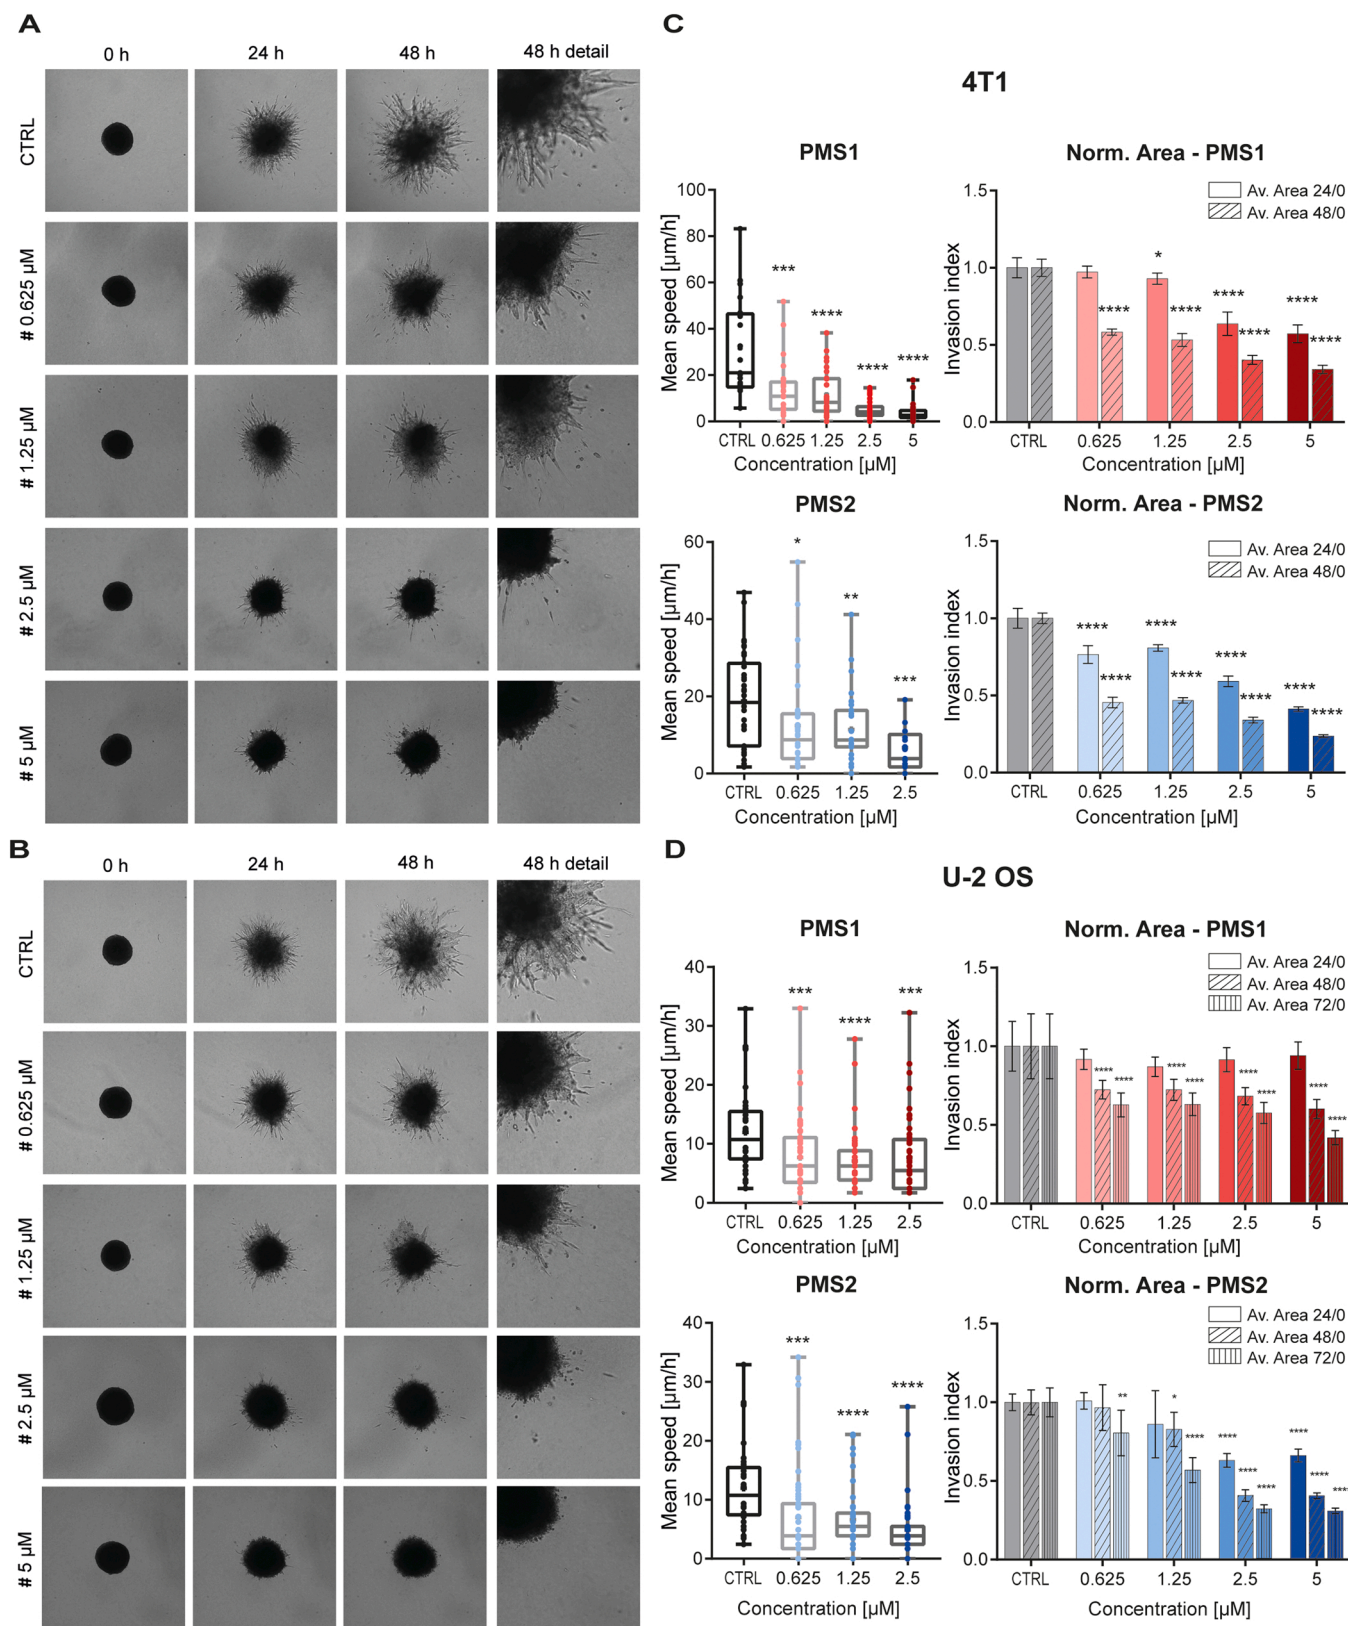 A
0 h
24 h
48 h
48 h detail
CTRL
# 0.625 µM
# 1.25 µM
# 2.5 µM
# 5 µM
B
0 h
24 h
48 h
48 h detail
CTRL
# 0.625 µM
# 1.25 µM
# 2.5 µM
# 5 µM
C
4T1
PMS1
Mean speed [µm/h]
100
80
60
40
20
0
***
****
****
****
CTRL 0.625 1.25 2.5 5
Concentration [µM]
Norm. Area - PMS1
Av. Area 24/0
Av. Area 48/0
Invasion index
1.5
1.0
0.5
0.0
****
*
****
****
****
****
****
CTRL 0.625 1.25 2.5 5
Concentration [µM]
PMS2
Mean speed [µm/h]
60
40
20
0
*
**
***
CTRL 0.625 1.25 2.5
Concentration [µM]
Norm. Area - PMS2
Av. Area 24/0
Av. Area 48/0
Invasion index
1.5
1.0
0.5
0.0
****
****
****
****
****
****
****
****
CTRL 0.625 1.25 2.5 5
Concentration [µM]
D
U-2 OS
PMS1
Mean speed [µm/h]
40
30
20
10
0
***
****
***
CTRL 0.625 1.25 2.5
Concentration [µM]
Norm. Area - PMS1
Av. Area 24/0
Av. Area 48/0
Av. Area 72/0
Invasion index
1.5
1.0
0.5
0.0
****
****
****
****
****
****
****
****
CTRL 0.625 1.25 2.5 5
Concentration [µM]
PMS2
Mean speed [µm/h]
40
30
20
10
0
***
****
****
CTRL 0.625 1.25 2.5
Concentration [µM]
Norm. Area - PMS2
Av. Area 24/0
Av. Area 48/0
Av. Area 72/0
Invasion index
1.5
1.0
0.5
0.0
**
*
****
****
****
****
****
****
****
CTRL 0.625 1.25 2.5 5
Concentration [µM]